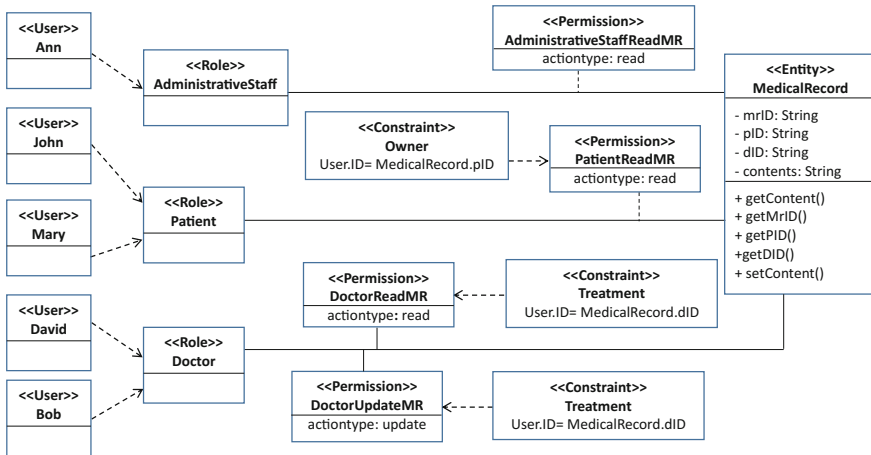 <<User>>
Ann
<<Role>>
AdministrativeStaff
<<Permission>>
AdministrativeStaffReadMR
actiontype: read
<<Entity>>
MedicalRecord
- mrID: String
- pID: String
- dID: String
- contents: String
+ getContent()
+ getMrID()
+ getPID()
+getDID()
+ setContent()
<<User>>
John
<<Constraint>>
Owner
User.ID= MedicalRecord.pID
<<Permission>>
PatientReadMR
actiontype: read
<<User>>
Mary
<<Role>>
Patient
<<Permission>>
DoctorReadMR
actiontype: read
<<Constraint>>
Treatment
User.ID= MedicalRecord.dID
<<User>>
David
<<Role>>
Doctor
<<User>>
Bob
<<Permission>>
DoctorUpdateMR
actiontype: update
<<Constraint>>
Treatment
User.ID= MedicalRecord.dID